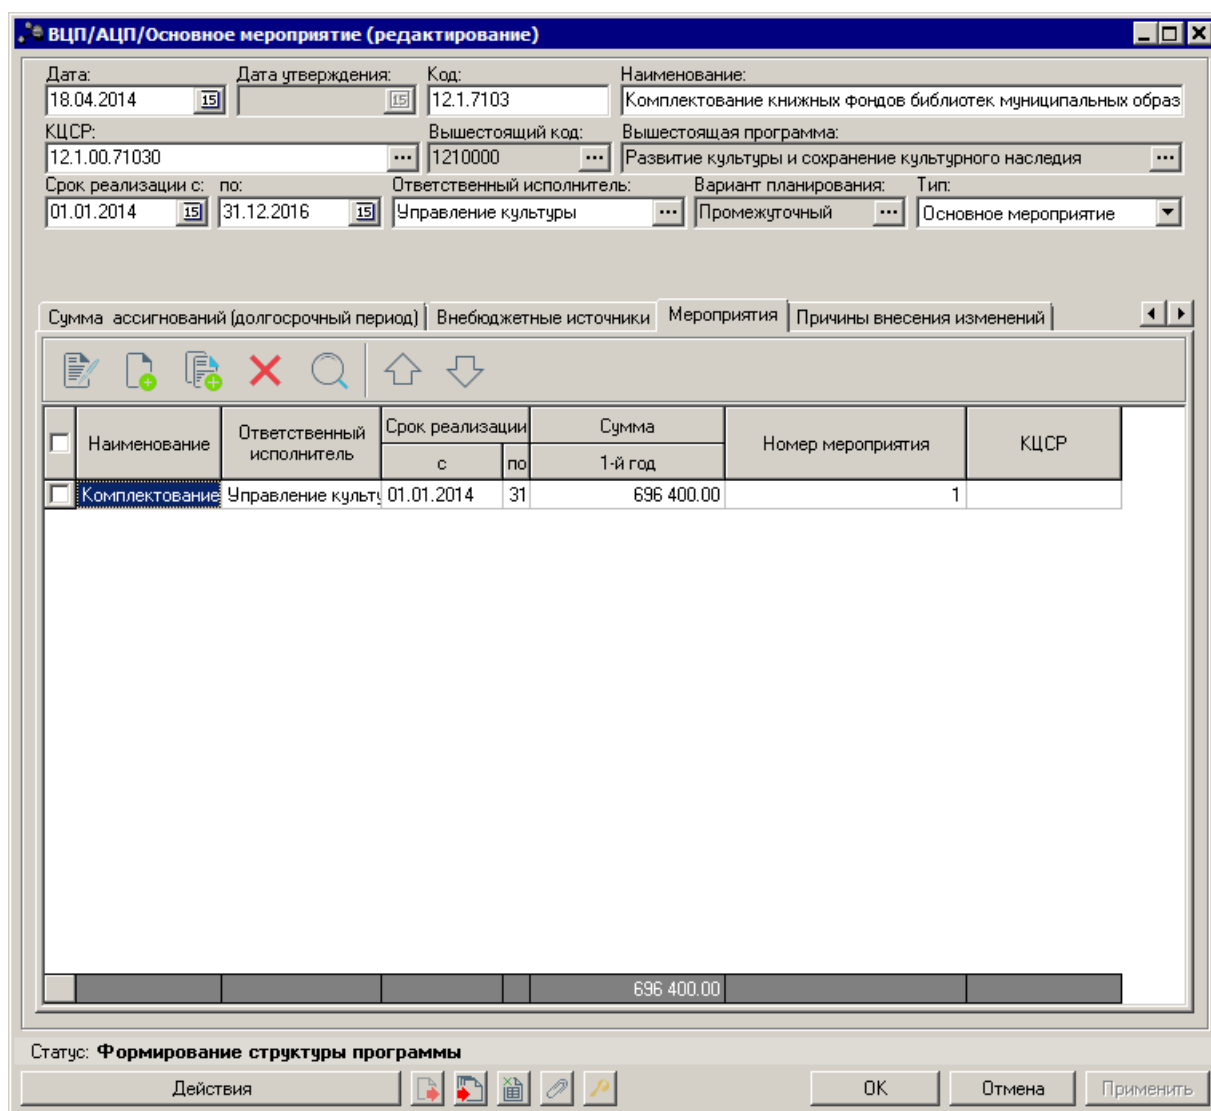 ВЦП/АЦП/Основное мероприятие (редактирование)
Дата: Дата утверждения: Код: Наименование:
18.04.2014 15 15 12.1.7103 Комплектование книжных фондов библиотек муниципальных образ
КЦСР: Вышестоящий код: Вышестоящая программа:
12.1.00.71030 ... 1210000 ... Развитие культуры и сохранение культурного наследия ...
Срок реализации с: по: Ответственный исполнитель: Вариант планирования: Тип:
01.01.2014 15 31.12.2016 15 Управление культуры ... Промежуточный ... Основное мероприятие
Сумма ассигнований (долгосрочный период) Внебюджетные источники Мероприятия Причины внесения изменений
Наименование Ответственный исполнитель Срок реализации Сумма Номер мероприятия КЦСР
с по 1-й год
Комплектование Управление культу 01.01.2014 31 696 400.00 1
696 400.00
Статус: Формирование структуры программы
Действия OK Отмена Применить